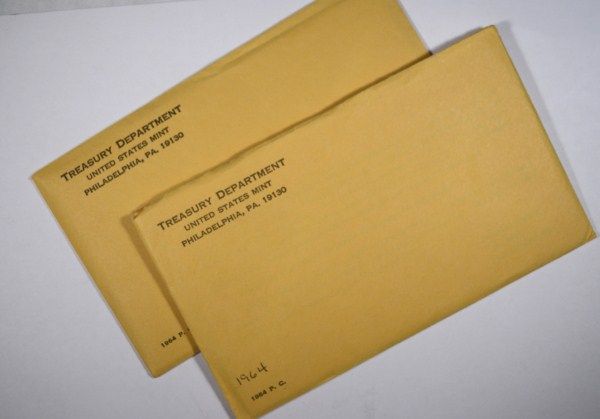 TREASURY DEPARTMENT
UNITED STATES MINT
PHILADELPHIA, PA. 19130
1964 P.
TREASURY DEPARTMENT
UNITED STATES MINT
PHILADELPHIA, PA. 19130
1964
1964 P. C.